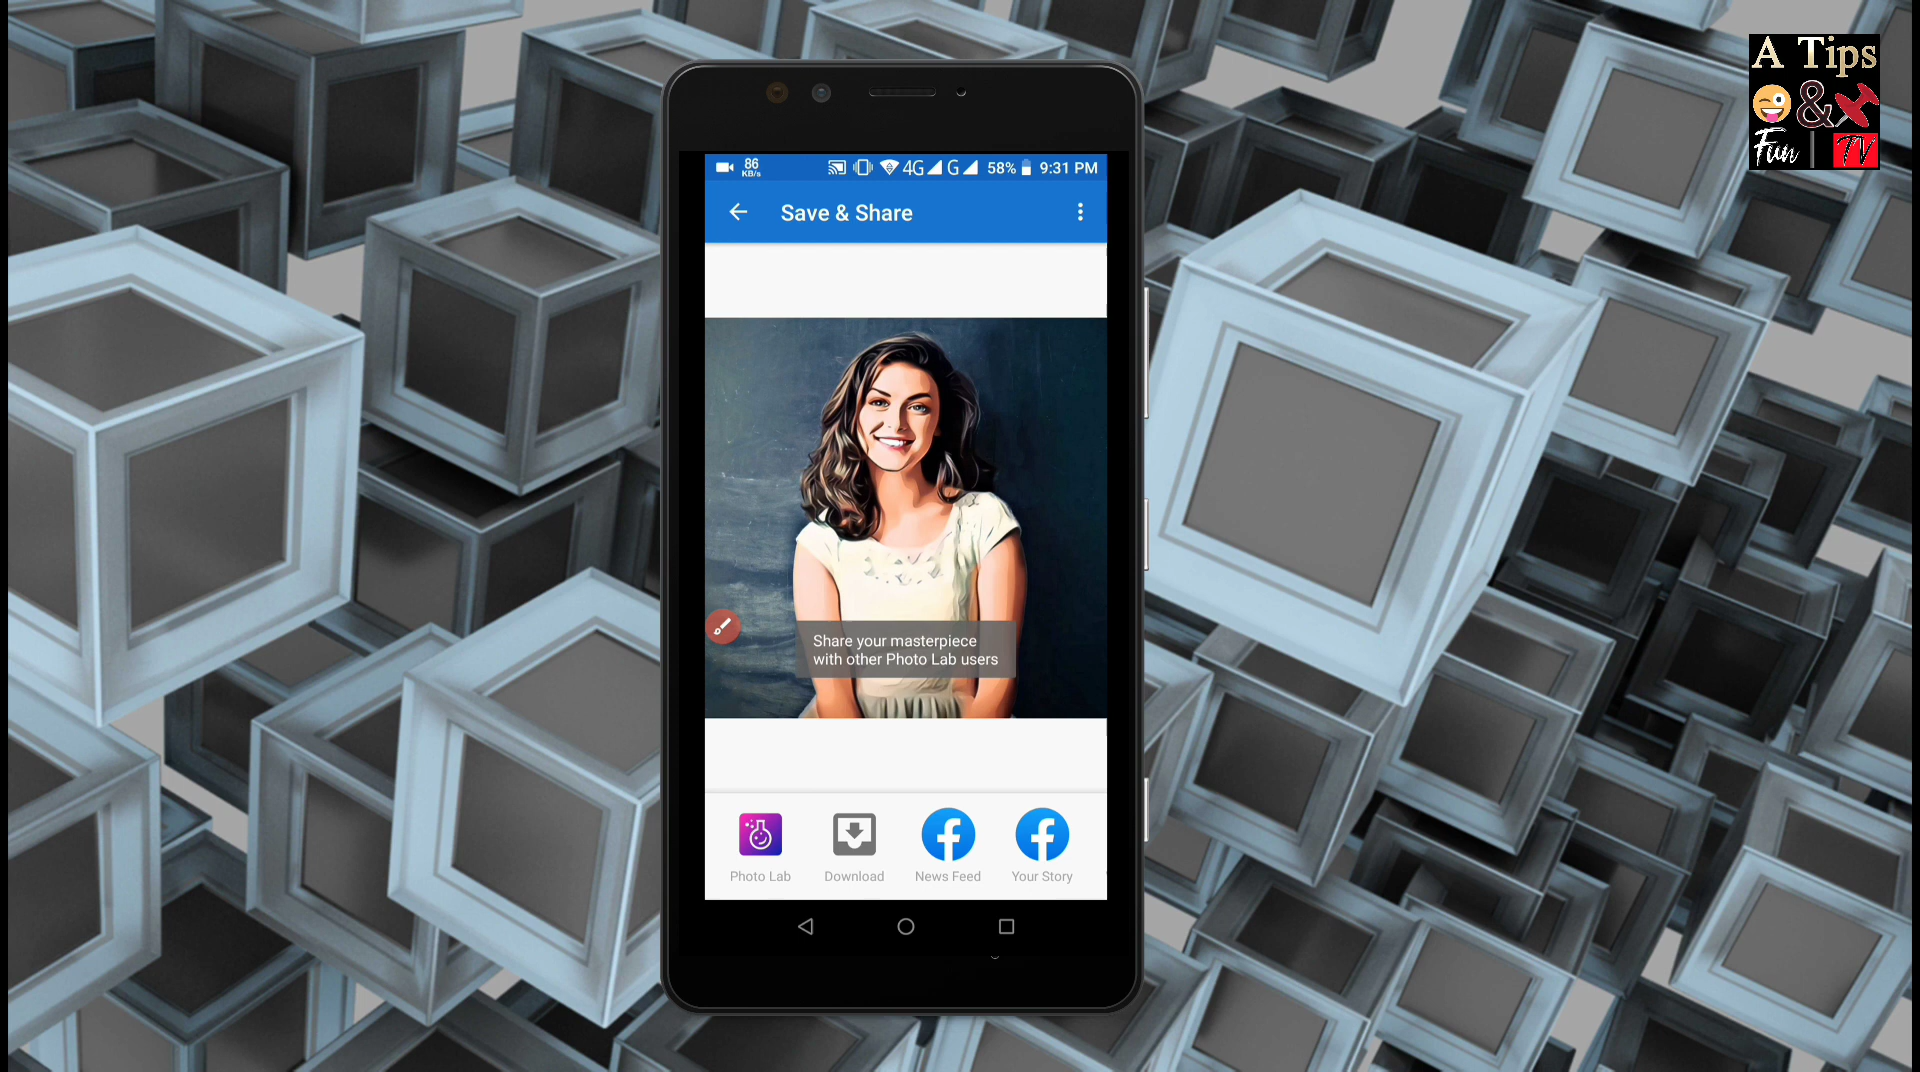 A Tips
&
Fun | TV
86
KB/s
4G G 58% 9:31 PM
Save & Share
Share your masterpiece
with other Photo Lab users
Photo Lab Download News Feed Your Story